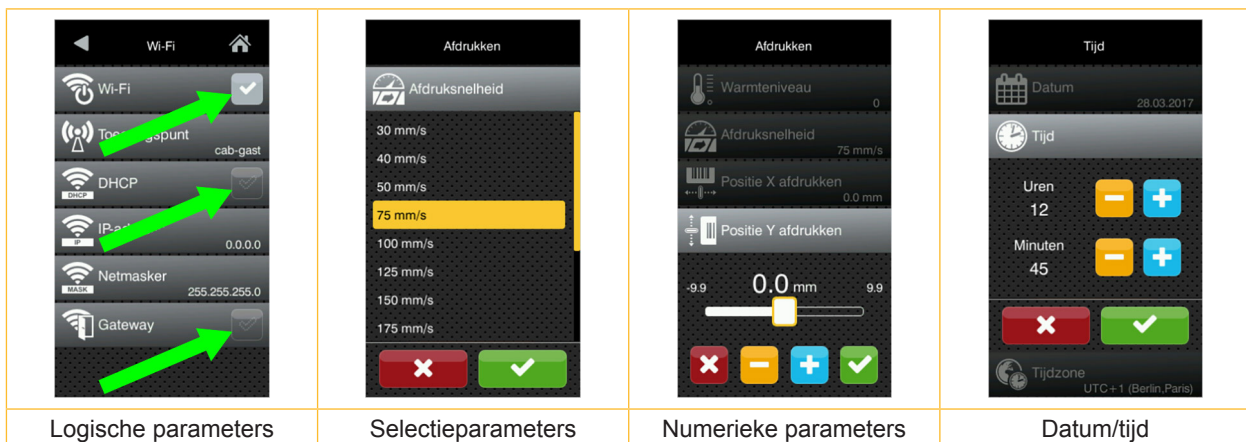 Wi-Fi
Wi-Fi
cab-gast
DHCP
DHCP
IP
0.0.0.0
Netmasker
MASK
255.255.255.0
Gateway
Logische parameters
Afdrukken
Afdruksnelheid
30 mm/s
40 mm/s
50 mm/s
75 mm/s
100 mm/s
125 mm/s
150 mm/s
175 mm/s
Selectieparameters
Afdrukken
Warmteniveau
0
Afdruksnelheid
75 mm/s
Positie X afdrukken
0.0 mm
Positie Y afdrukken
-9.9 0.0 mm 9.9
Numerieke parameters
Tijd
Datum
28.03.2017
Tijd
Uren
12
Minuten
45
Tijdzone
UTC+1 (Berlin,Paris)
Datum/tijd